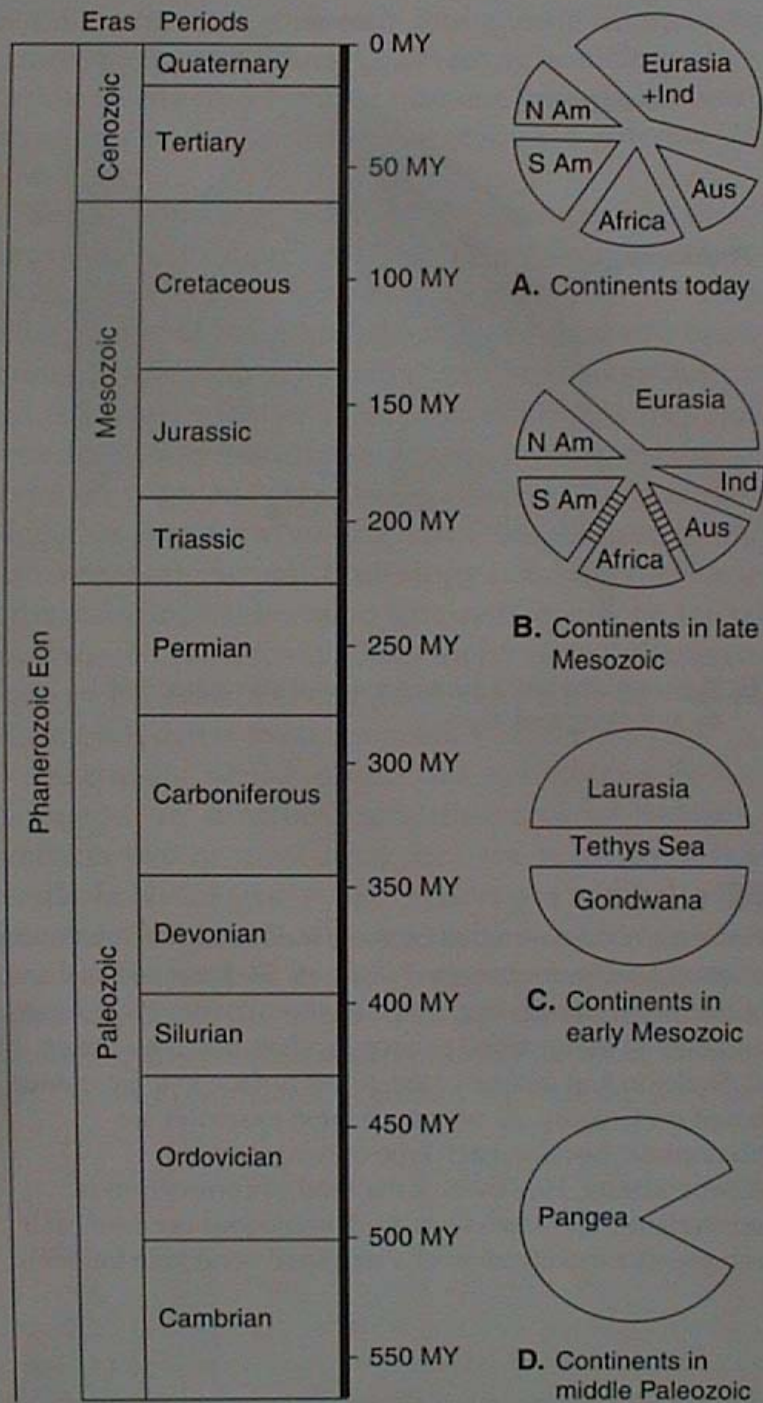 Eras Periods
Phanerozoic Eon
Cenozoic
Mesozoic
Paleozoic
Quaternary
Tertiary
Cretaceous
Jurassic
Triassic
Permian
Carboniferous
Devonian
Silurian
Ordovician
Cambrian
0 MY
50 MY
100 MY
150 MY
200 MY
250 MY
300 MY
350 MY
400 MY
450 MY
500 MY
550 MY
Eurasia
+Ind
N Am
S Am
Africa
Aus
A. Continents today
Eurasia
N Am
Ind
S Am
Africa
Aus
B. Continents in late
Mesozoic
Laurasia
Tethys Sea
Gondwana
C. Continents in
early Mesozoic
Pangea
D. Continents in
middle Paleozoic